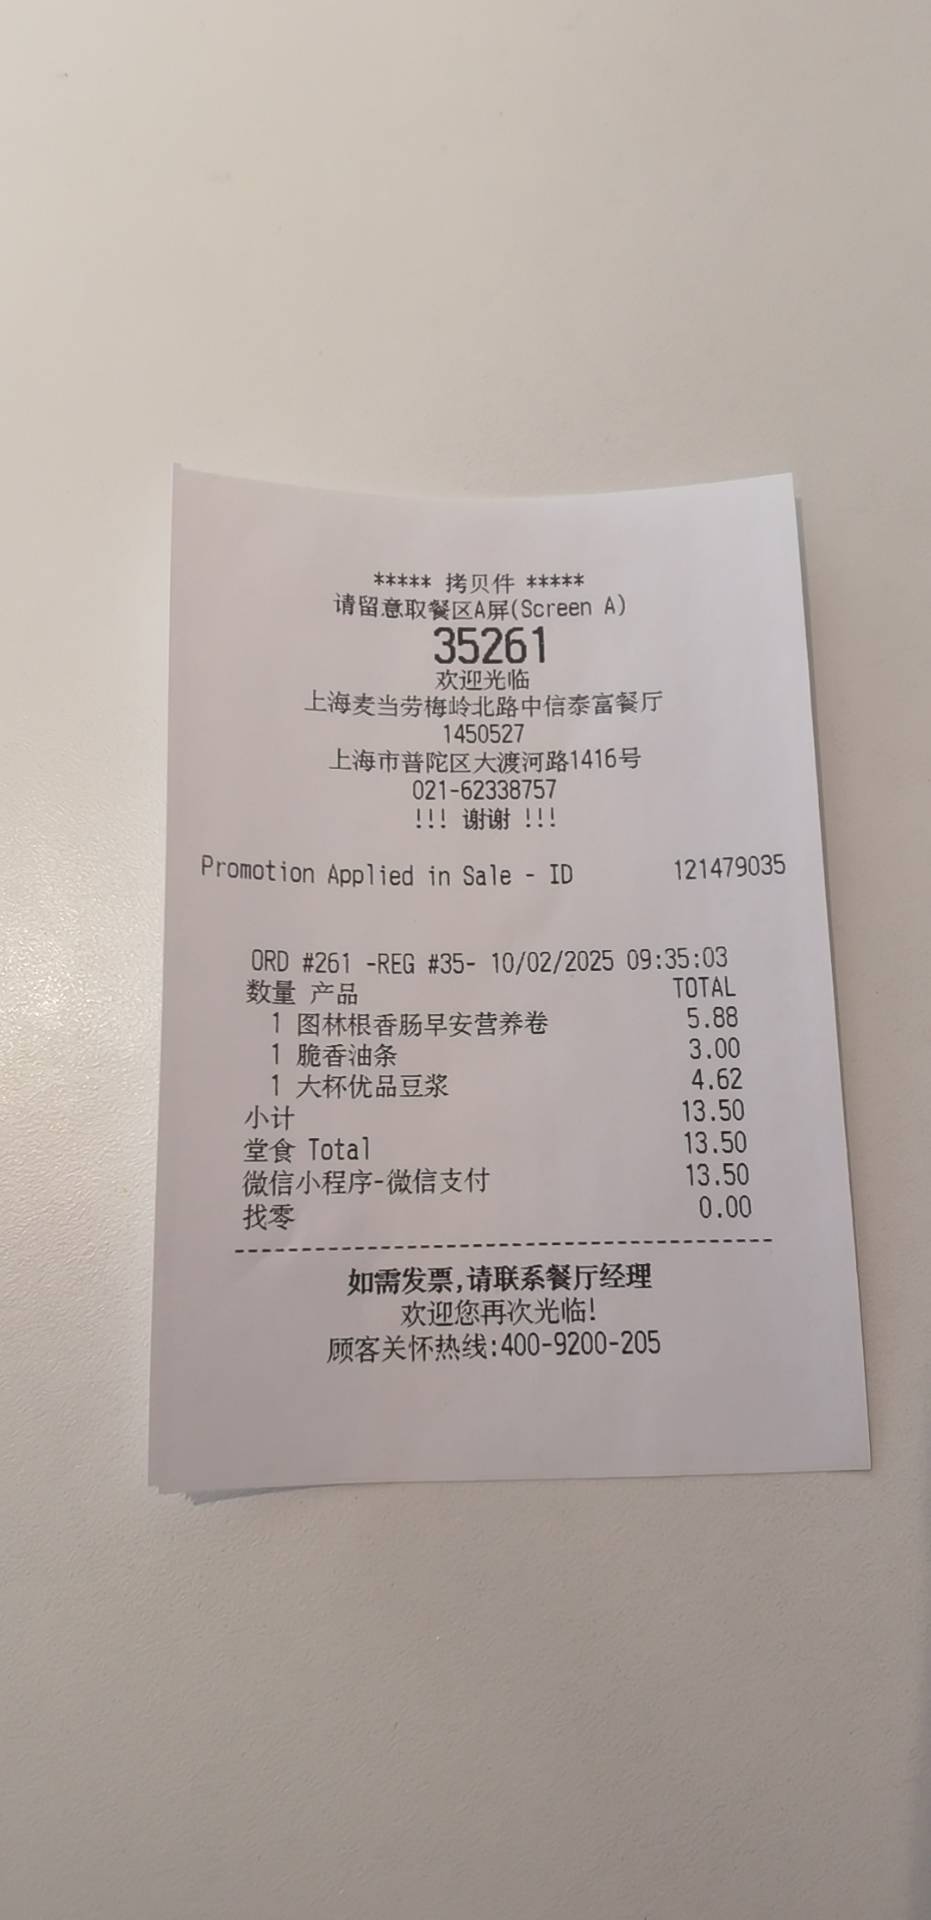 ***** 拷贝件 *****
请留意取餐区A屏(Screen A)
35261
欢迎光临
上海麦当劳梅岭北路中信泰富餐厅
1450527
上海市普陀区大渡河路1416号
021-62338757
!!! 谢谢 !!!
Promotion Applied in Sale - ID 121479035
ORD #261 -REG #35- 10/02/2025 09:35:03
数量 产品 TOTAL
1 图林根香肠早安营养卷 5.88
1 脆香油条 3.00
1 大杯优品豆浆 4.62
小计 13.50
堂食 Total 13.50
微信小程序-微信支付 13.50
找零 0.00
----------------------------------------
如需发票,请联系餐厅经理
欢迎您再次光临!
顾客关怀热线:400-9200-205